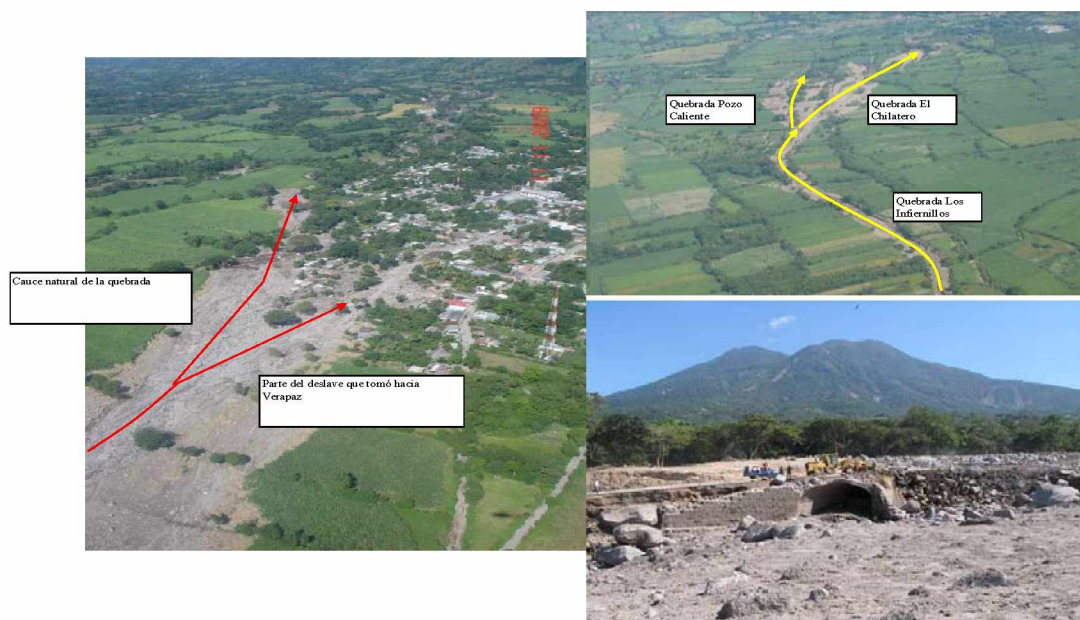 Cauce natural de la quebrada
Parte del deslave que tomó hacia
Verapaz
Quebrada Pozo
Caliente
Quebrada El
Chilatero
Quebrada Los
Infiernillos